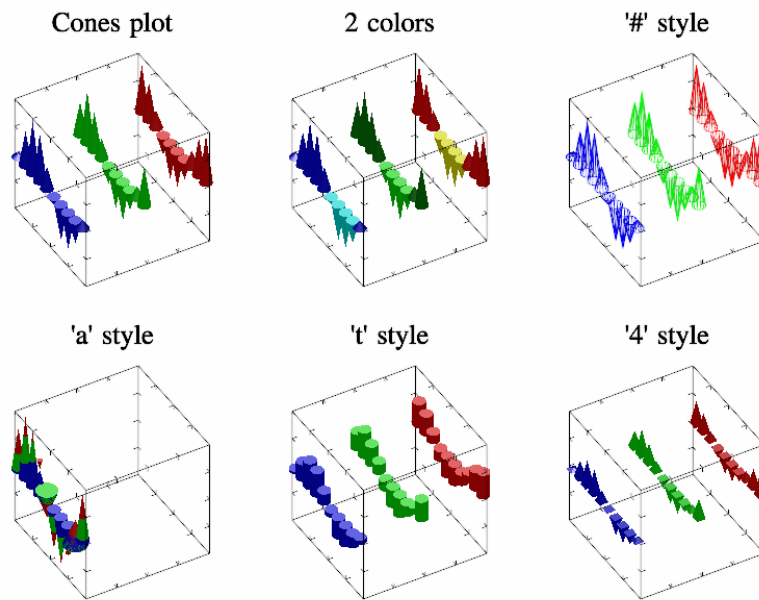 Cones plot
2 colors
'#' style
'a' style
't' style
'4' style